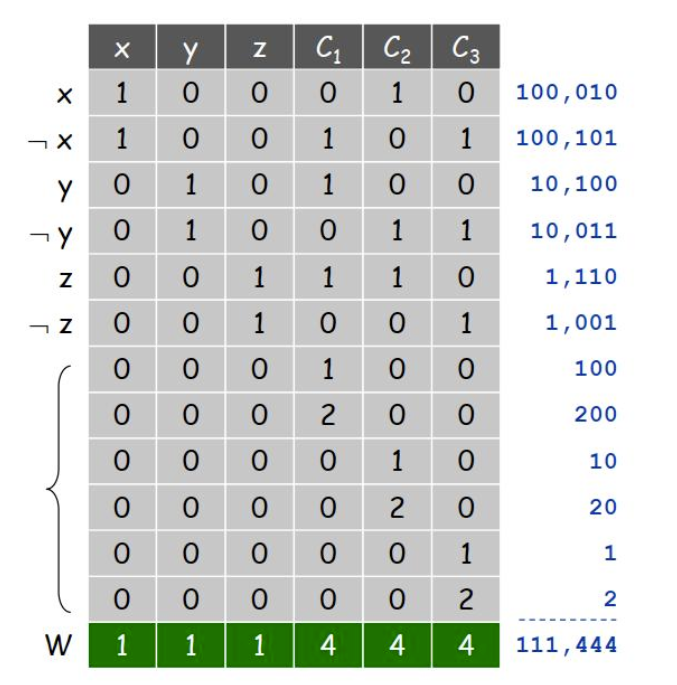 x y z C₁ C₂ C₃
x 1 0 0 0 1 0 100,010
¬ x 1 0 0 1 0 1 100,101
y 0 1 0 1 0 0 10,100
¬ y 0 1 0 0 1 1 10,011
z 0 0 1 1 1 0 1,110
¬ z 0 0 1 0 0 1 1,001
0 0 0 1 0 0 100
0 0 0 2 0 0 200
0 0 0 0 1 0 10
0 0 0 0 2 0 20
0 0 0 0 0 1 1
0 0 0 0 0 2 2
W 1 1 1 4 4 4 111,444